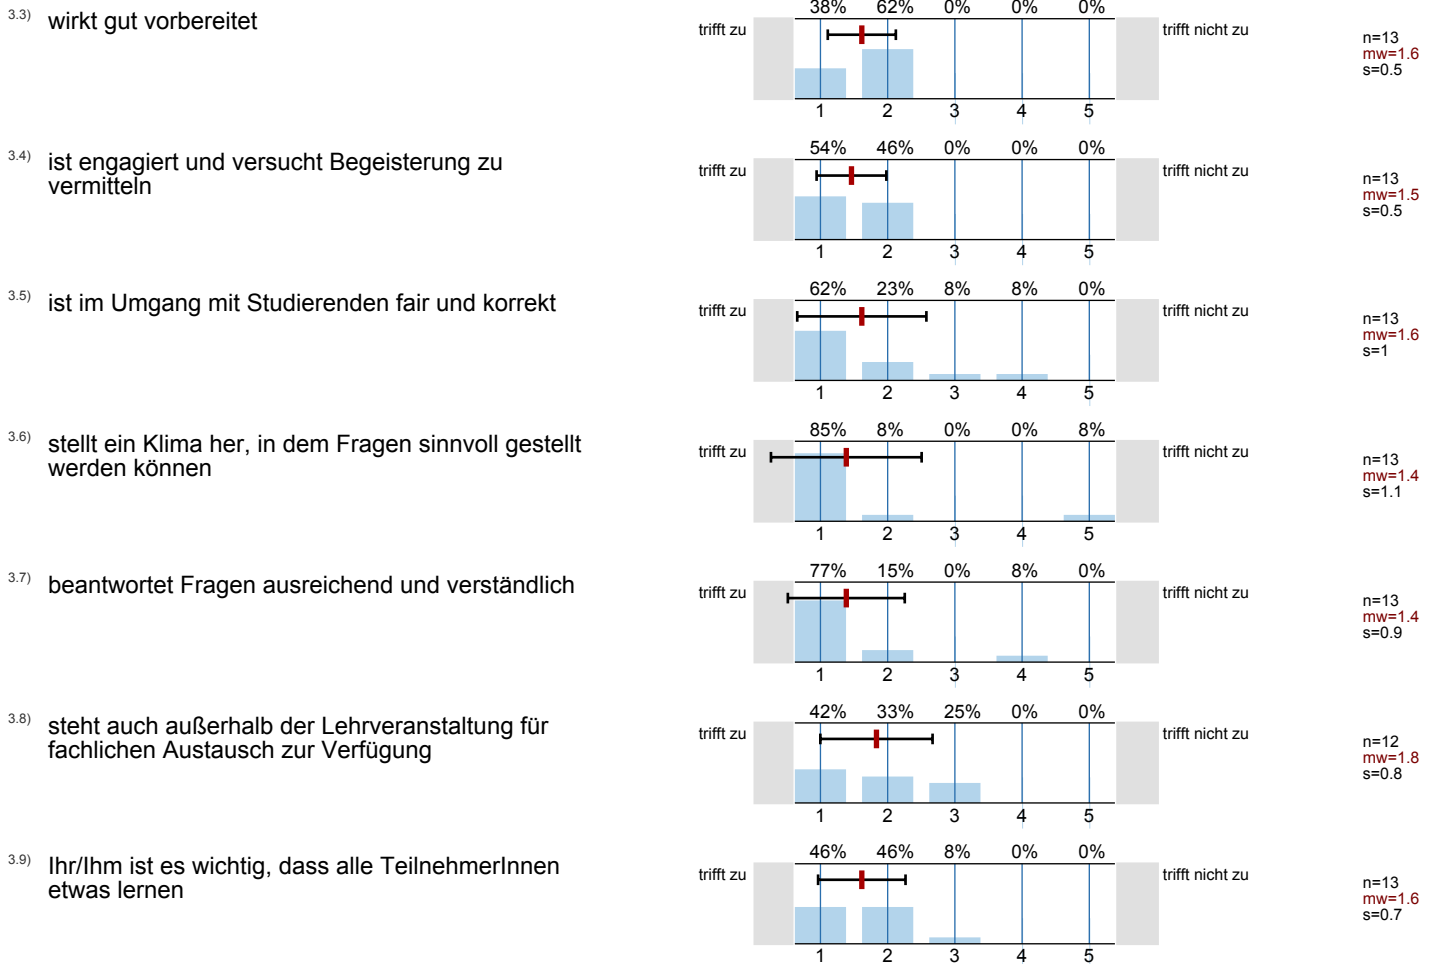 3.3) wirkt gut vorbereitet
38% 62% 0% 0% 0%
trifft zu trifft nicht zu
n=13
mw=1.6
s=0.5
1 2 3 4 5
3.4) ist engagiert und versucht Begeisterung zu
vermitteln
54% 46% 0% 0% 0%
trifft zu trifft nicht zu
n=13
mw=1.5
s=0.5
1 2 3 4 5
3.5) ist im Umgang mit Studierenden fair und korrekt
62% 23% 8% 8% 0%
trifft zu trifft nicht zu
n=13
mw=1.6
s=1
1 2 3 4 5
3.6) stellt ein Klima her, in dem Fragen sinnvoll gestellt
werden können
85% 8% 0% 0% 8%
trifft zu trifft nicht zu
n=13
mw=1.4
s=1.1
1 2 3 4 5
3.7) beantwortet Fragen ausreichend und verständlich
77% 15% 0% 8% 0%
trifft zu trifft nicht zu
n=13
mw=1.4
s=0.9
1 2 3 4 5
3.8) steht auch außerhalb der Lehrveranstaltung für
fachlichen Austausch zur Verfügung
42% 33% 25% 0% 0%
trifft zu trifft nicht zu
n=12
mw=1.8
s=0.8
1 2 3 4 5
3.9) Ihr/Ihm ist es wichtig, dass alle TeilnehmerInnen
etwas lernen
46% 46% 8% 0% 0%
trifft zu trifft nicht zu
n=13
mw=1.6
s=0.7
1 2 3 4 5